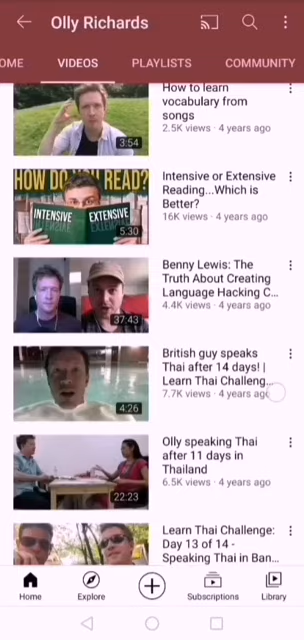 Olly Richards
OME VIDEOS PLAYLISTS COMMUNITY
How to learn
vocabulary from
songs
2.5K views · 4 years ago
3:54
HOW DO YOU READ?
INTENSIVE EXTENSIVE
5:30
Intensive or Extensive
Reading...Which is
Better?
16K views · 4 years ago
Benny Lewis: The
Truth About Creating
Language Hacking C...
4.4K views · 4 years ago
37:43
British guy speaks
Thai after 14 days! |
Learn Thai Challeng...
7.7K views · 4 years ago
4:26
Olly speaking Thai
after 11 days in
Thailand
6.5K views · 4 years ago
22:23
Learn Thai Challenge:
Day 13 of 14 -
Speaking Thai in Ban...
Home Explore Subscriptions Library